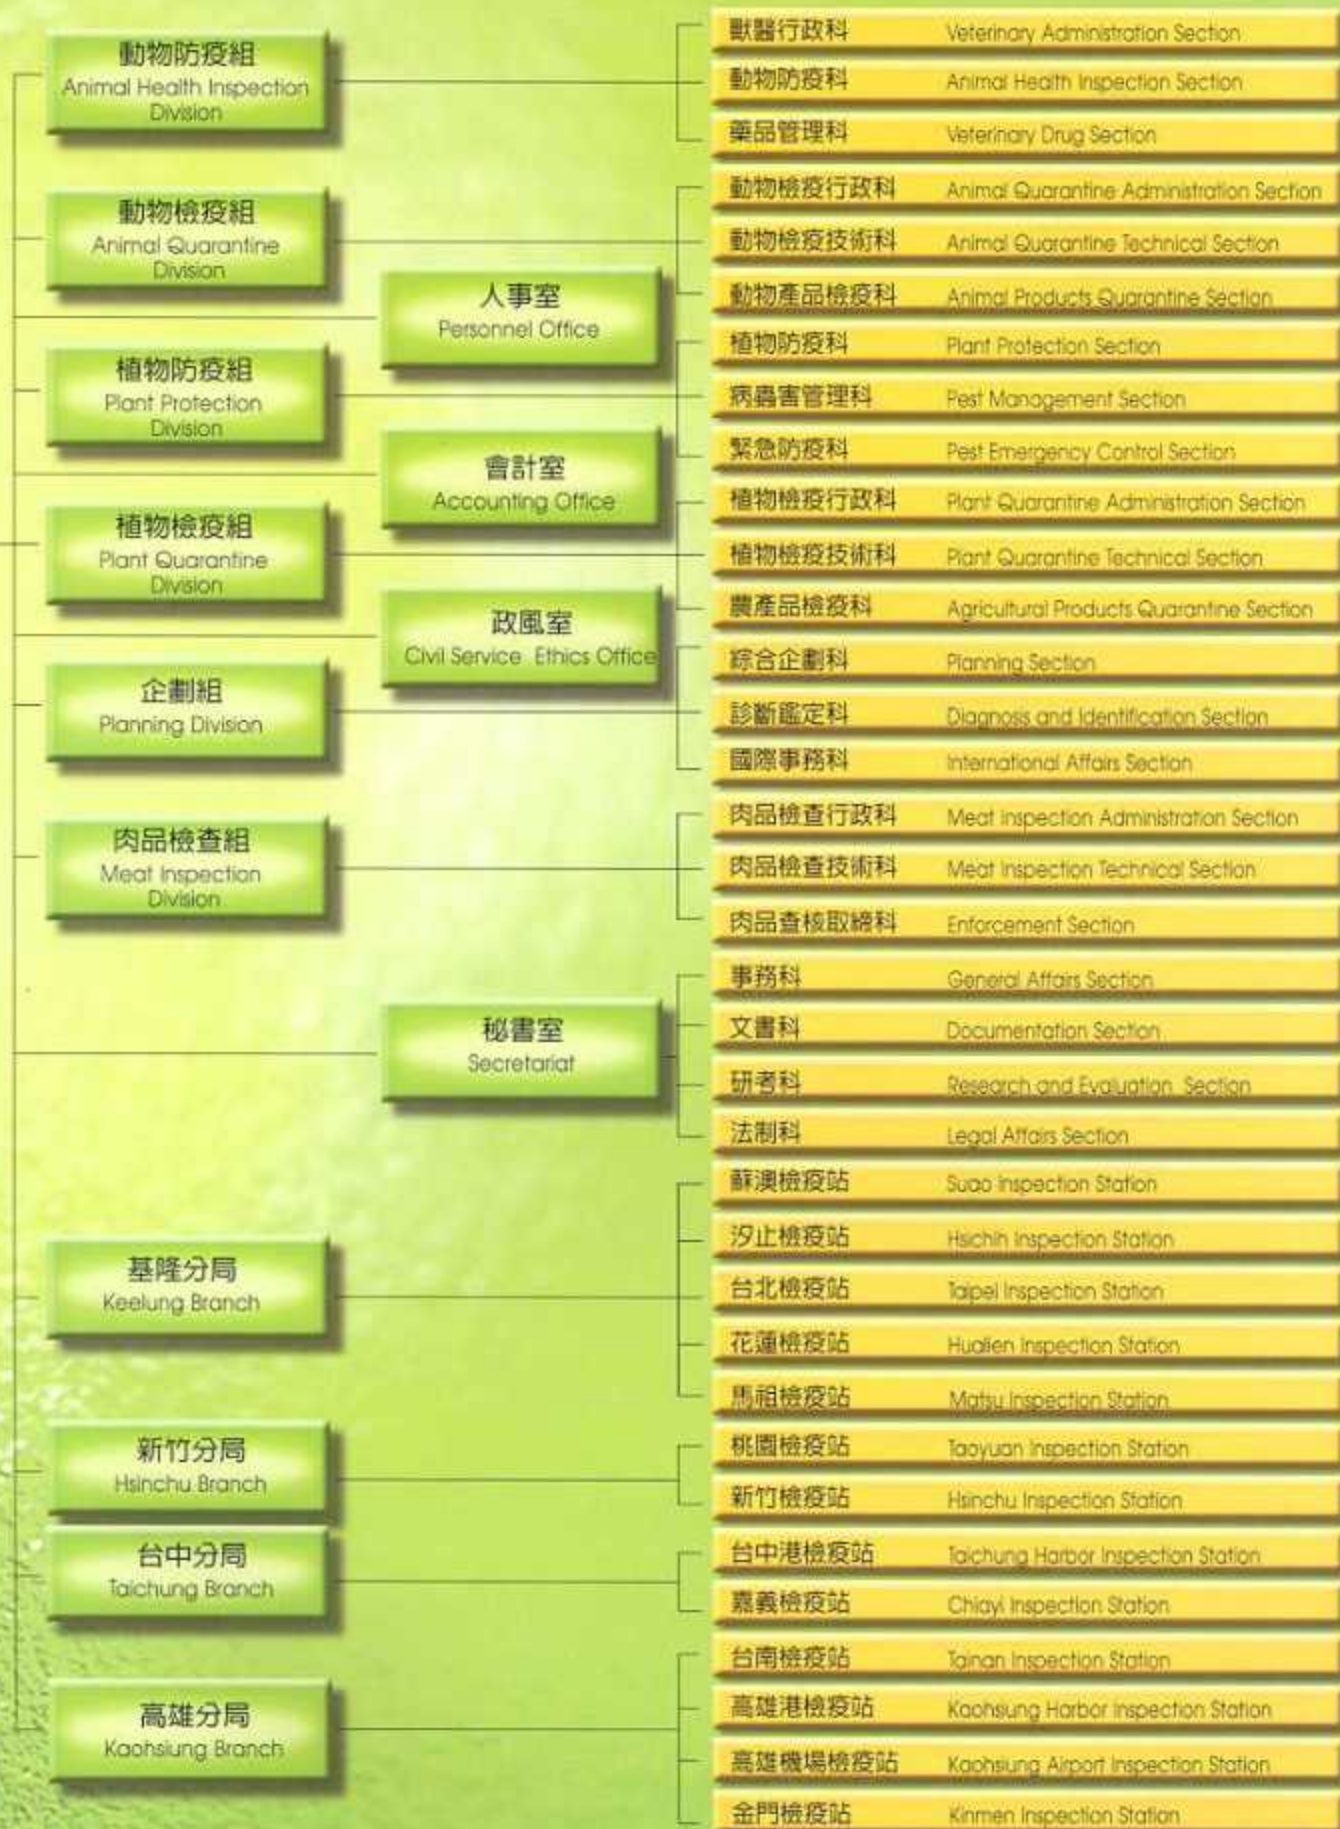 動物防疫組
Animal Health Inspection
Division
獸醫行政科 Veterinary Administration Section
動物防疫科 Animal Health Inspection Section
藥品管理科 Veterinary Drug Section
動物檢疫組
Animal Quarantine
Division
動物檢疫行政科 Animal Quarantine Administration Section
動物檢疫技術科 Animal Quarantine Technical Section
動物產品檢疫科 Animal Products Quarantine Section
人事室
Personnel Office
植物防疫組
Plant Protection
Division
植物防疫科 Plant Protection Section
病蟲害管理科 Pest Management Section
緊急防疫科 Pest Emergency Control Section
會計室
Accounting Office
植物檢疫組
Plant Quarantine
Division
植物檢疫行政科 Plant Quarantine Administration Section
植物檢疫技術科 Plant Quarantine Technical Section
農產品檢疫科 Agricultural Products Quarantine Section
政風室
Civil Service Ethics Office
企劃組
Planning Division
綜合企劃科 Planning Section
診斷鑑定科 Diagnosis and Identification Section
國際事務科 International Affairs Section
肉品檢查組
Meat Inspection
Division
肉品檢查行政科 Meat Inspection Administration Section
肉品檢查技術科 Meat Inspection Technical Section
肉品查核取締科 Enforcement Section
秘書室
Secretariat
事務科 General Affairs Section
文書科 Documentation Section
研考科 Research and Evaluation Section
法制科 Legal Affairs Section
基隆分局
Keelung Branch
蘇澳檢疫站 Suao Inspection Station
汐止檢疫站 Hsichih Inspection Station
台北檢疫站 Taipei Inspection Station
花蓮檢疫站 Hualien Inspection Station
馬祖檢疫站 Matsu Inspection Station
新竹分局
Hsinchu Branch
桃園檢疫站 Taoyuan Inspection Station
新竹檢疫站 Hsinchu Inspection Station
台中分局
Taichung Branch
台中港檢疫站 Taichung Harbor Inspection Station
嘉義檢疫站 Chiayi Inspection Station
高雄分局
Kaohsiung Branch
台南檢疫站 Tainan Inspection Station
高雄港檢疫站 Kaohsung Harbor Inspection Station
高雄機場檢疫站 Kaohsung Airport Inspection Station
金門檢疫站 Kinmen Inspection Station